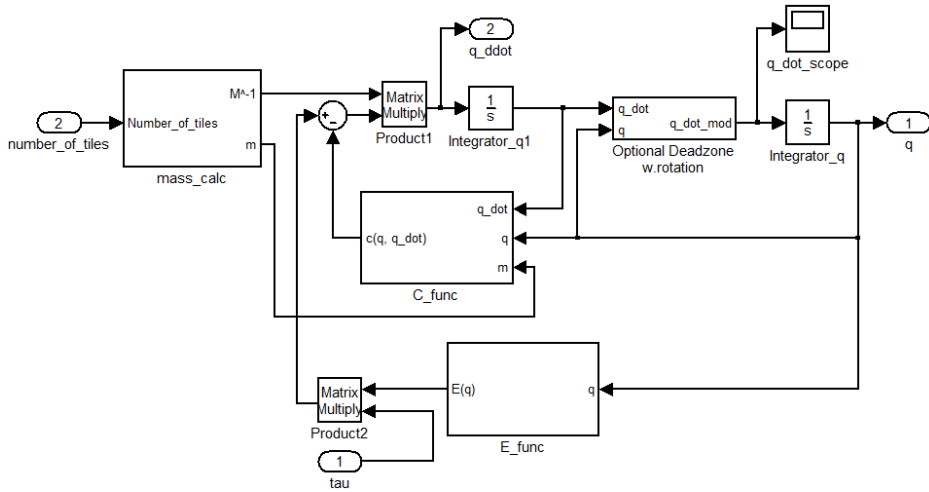 2
q_ddot
q_dot_scope
M^-1
Number_of_tiles
m
mass_calc
2
number_of_tiles
+
−
Matrix
Multiply
Product1
1
s
Integrator_q1
q_dot
q
q_dot_mod
Optional Deadzone
w.rotation
1
s
Integrator_q
1
q
q_dot
c(q, q_dot)
q
m
C_func
E(q)
q
E_func
Matrix
Multiply
Product2
1
tau